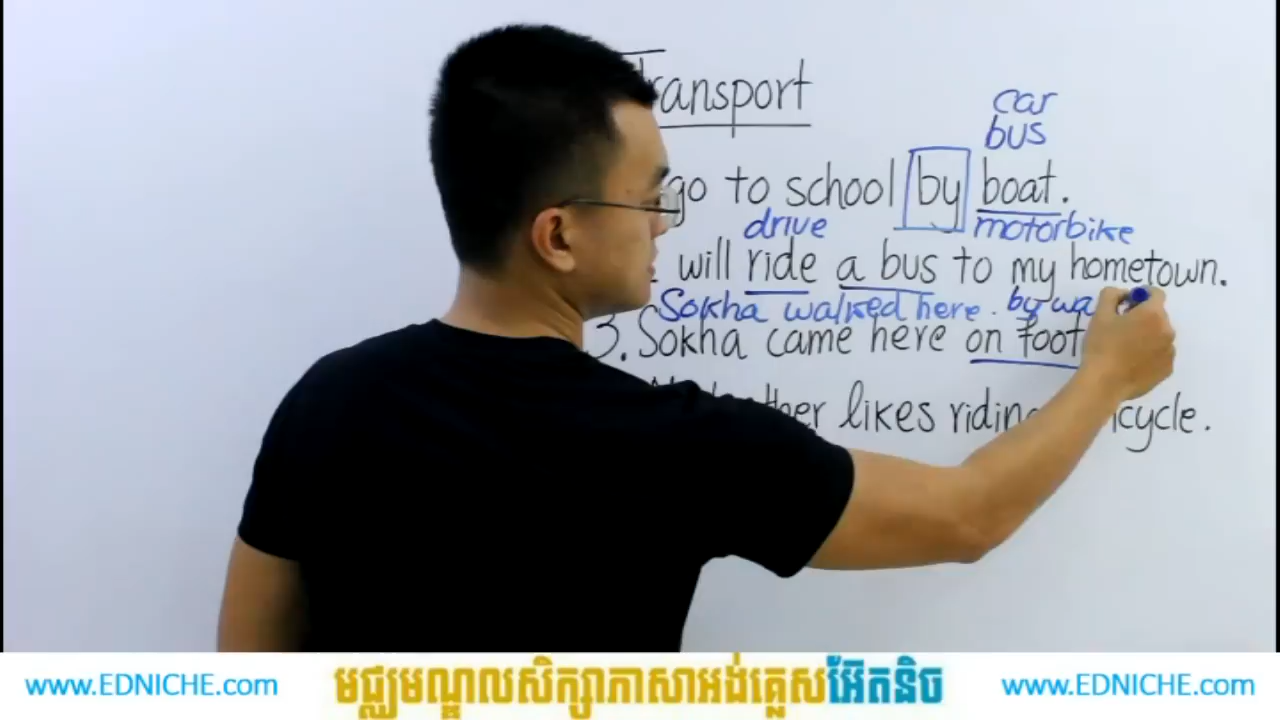 Transport
car
bus
go to school by boat.
drive motorbike
will ride a bus to my hometown.
Sokha walked here. by wa
3. Sokha came here on foot
likes riding
www.EDNICHE.com មជ្ឈមណ្ឌលសិក្សាភាសាអង់គ្លេសអ៊ែតនិច www.EDNICHE.com